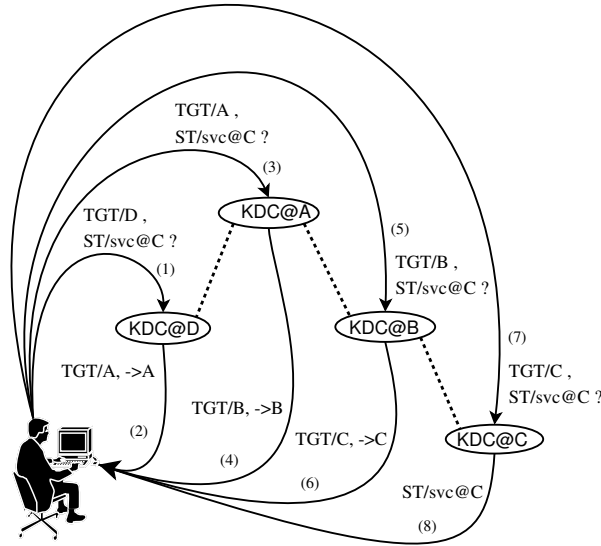 TGT/A ,
ST/svc@C ?
(3)
KDC@A
TGT/D ,
ST/svc@C ?
(1)
(5)
TGT/B ,
ST/svc@C ?
KDC@D
KDC@B
(7)
TGT/A, ->A
TGT/C ,
ST/svc@C ?
TGT/B, ->B
(2)
TGT/C, ->C
KDC@C
(4)
(6)
ST/svc@C
(8)